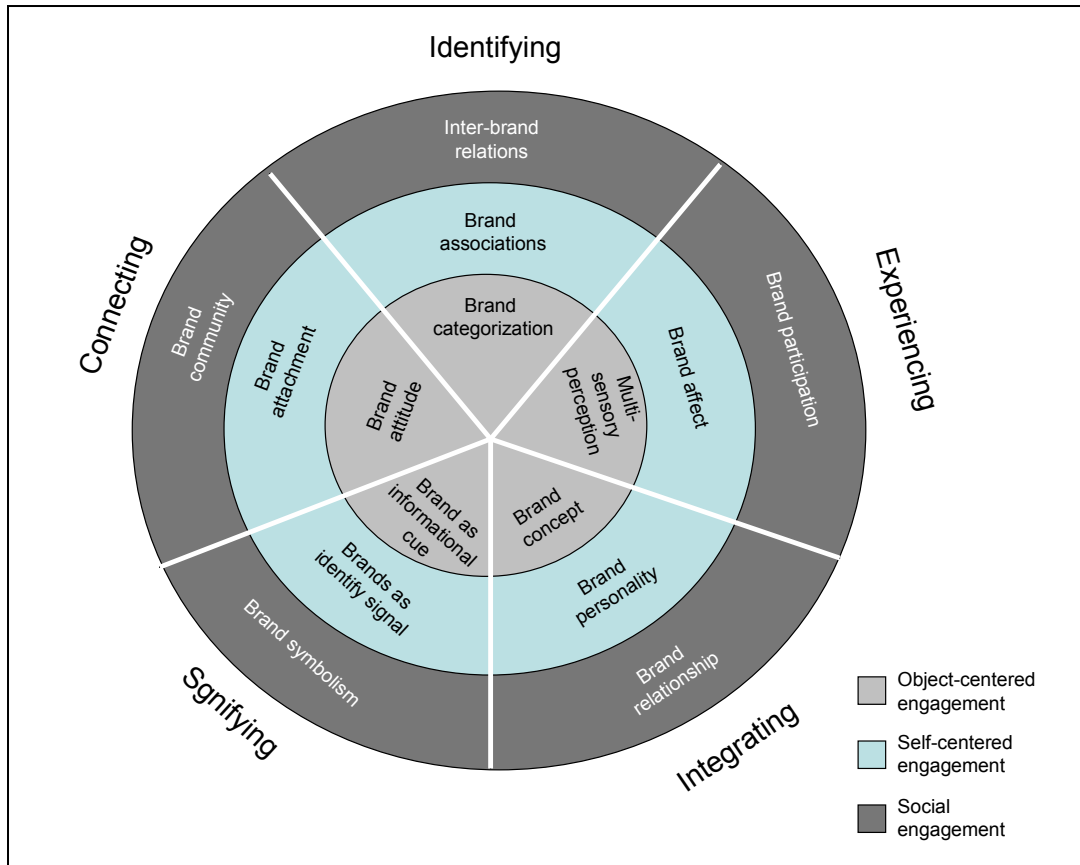 Identifying
Inter-brand
relations
Brand
associations
Brand
categorization
Experiencing
Brand participation
Brand affect
Multi-
sensory
perception
Integrating
Brand
relationship
Brand
personality
Brand
concept
Sgnifying
Brand symbolism
Brands as
identify signal
Brand as
informational
cue
Connecting
Brand
community
Brand
attachment
Brand
attitude
Object-centered
engagement
Self-centered
engagement
Social
engagement